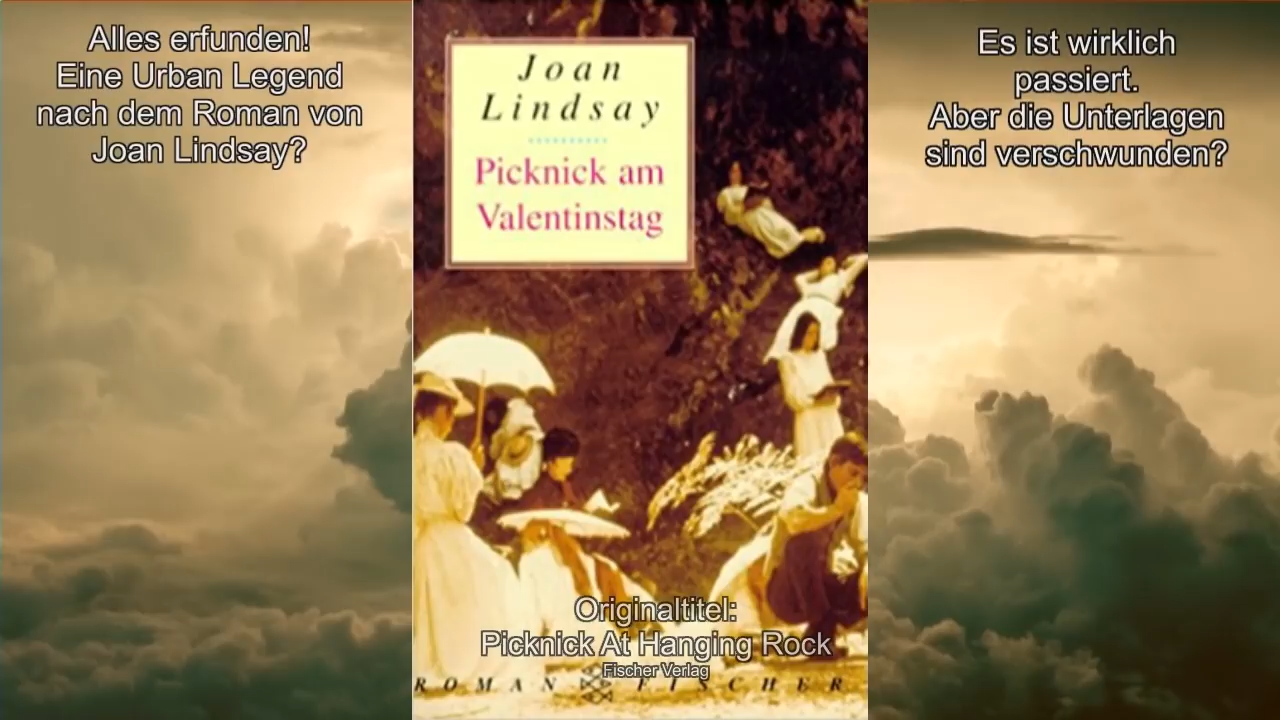 Alles erfunden!
Eine Urban Legend
nach dem Roman von
Joan Lindsay?
Joan
Lindsay
Picknick am
Valentinstag
Originaltitel:
Picknick At Hanging Rock
Fischer Verlag
ROMAN FISCHER
Es ist wirklich
passiert.
Aber die Unterlagen
sind verschwunden?